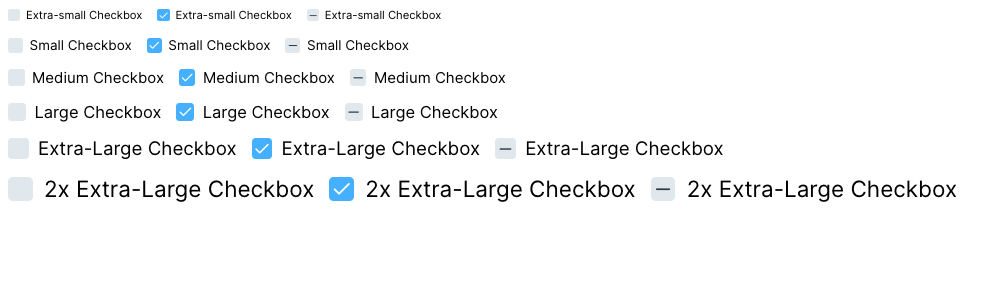 Extra-small Checkbox Extra-small Checkbox Extra-small Checkbox
Small Checkbox Small Checkbox Small Checkbox
Medium Checkbox Medium Checkbox Medium Checkbox
Large Checkbox Large Checkbox Large Checkbox
Extra-Large Checkbox Extra-Large Checkbox Extra-Large Checkbox
2x Extra-Large Checkbox 2x Extra-Large Checkbox 2x Extra-Large Checkbox